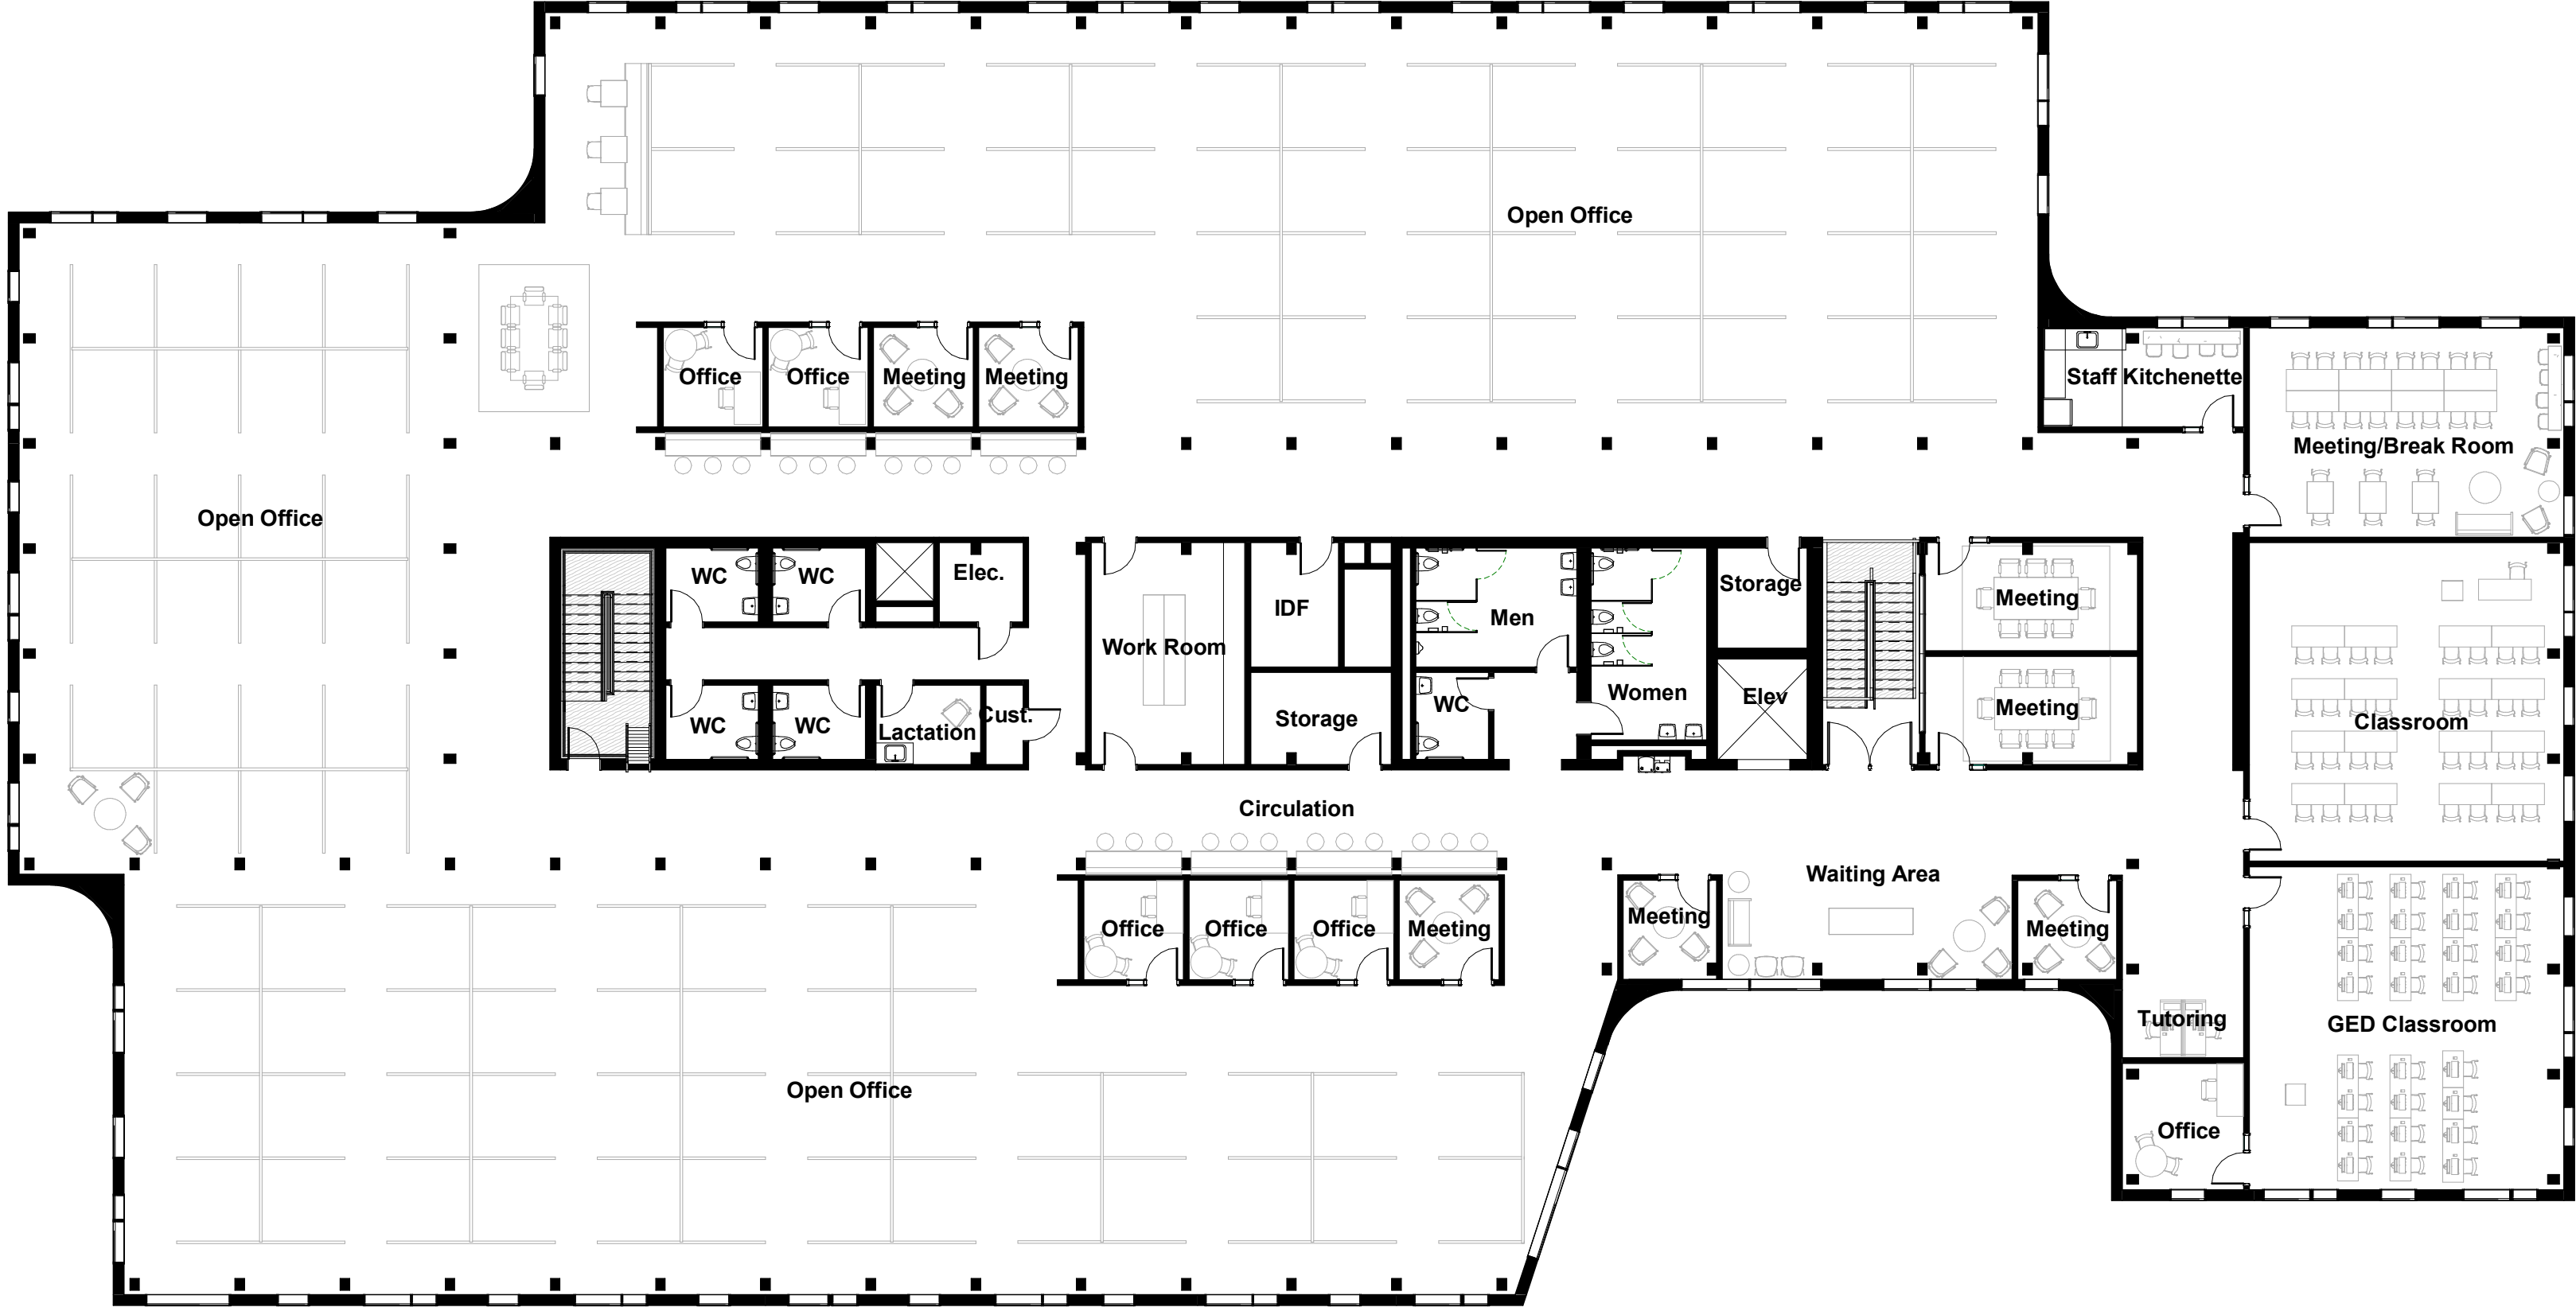 Open Office
Office
Office
Meeting
Meeting
Staff Kitchenette
Meeting/Break Room
Open Office
WC
WC
Elec.
Work Room
IDF
Men
Storage
Meeting
WC
WC
Lactation
Cust.
Storage
WC
Women
Elev
Meeting
Classroom
Circulation
Waiting Area
Office
Office
Office
Meeting
Meeting
Meeting
Tutoring
GED Classroom
Open Office
Office